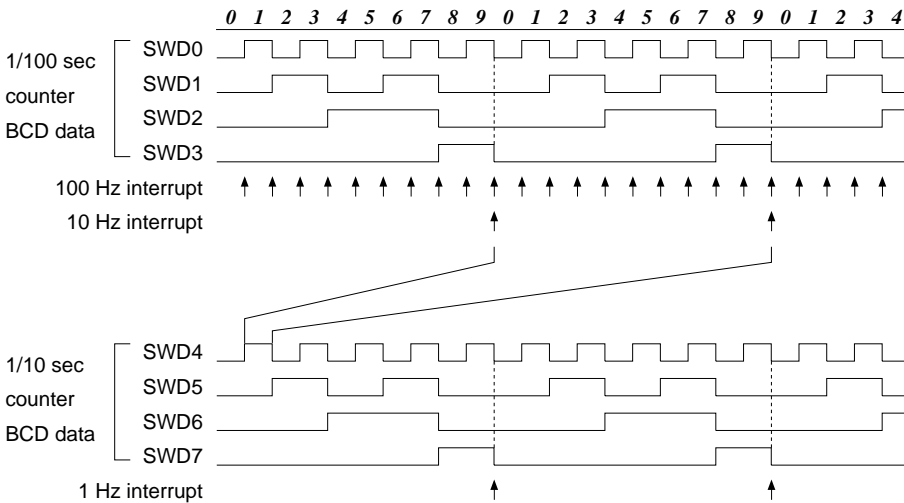 0 1 2 3 4 5 6 7 8 9 0 1 2 3 4 5 6 7 8 9 0 1 2 3 4
1/100 sec
counter
BCD data
SWD0
SWD1
SWD2
SWD3
100 Hz interrupt
10 Hz interrupt
1/10 sec
counter
BCD data
SWD4
SWD5
SWD6
SWD7
1 Hz interrupt